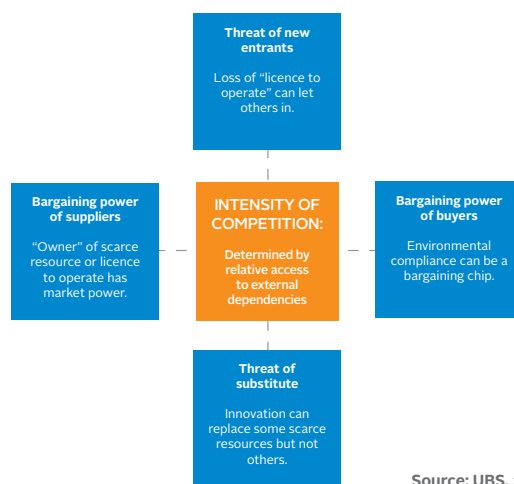 Threat of new
entrants
Loss of “licence to
operate” can let
others in.
Bargaining power
of suppliers
“Owner” of scarce
resource or licence
to operate has
market power.
INTENSITY OF
COMPETITION:
Determined by
relative access
to external
dependencies
Bargaining power
of buyers
Environmental
compliance can be a
bargaining chip.
Threat of
substitute
Innovation can
replace some scarce
resources but not
others.
Source: UBS,